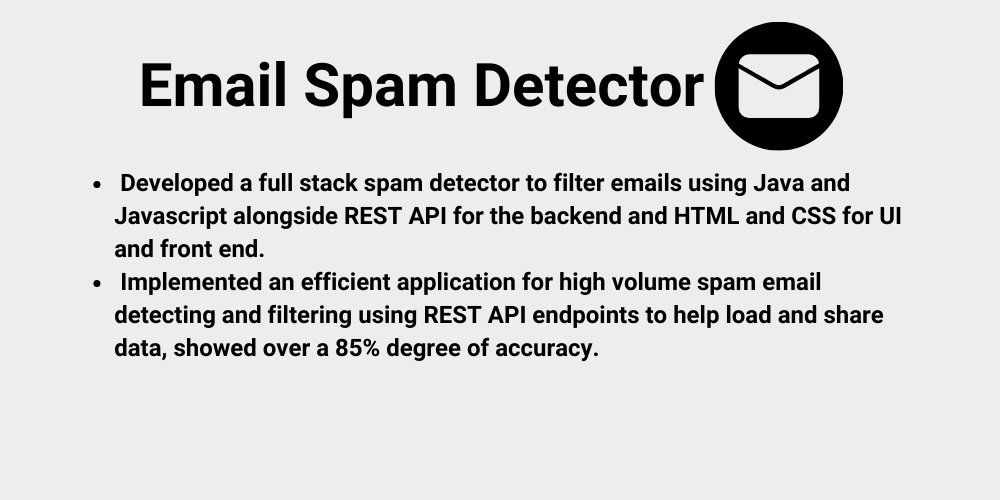 Email Spam Detector
• Developed a full stack spam detector to filter emails using Java and
Javascript alongside REST API for the backend and HTML and CSS for UI
and front end.
• Implemented an efficient application for high volume spam email
detecting and filtering using REST API endpoints to help load and share
data, showed over a 85% degree of accuracy.